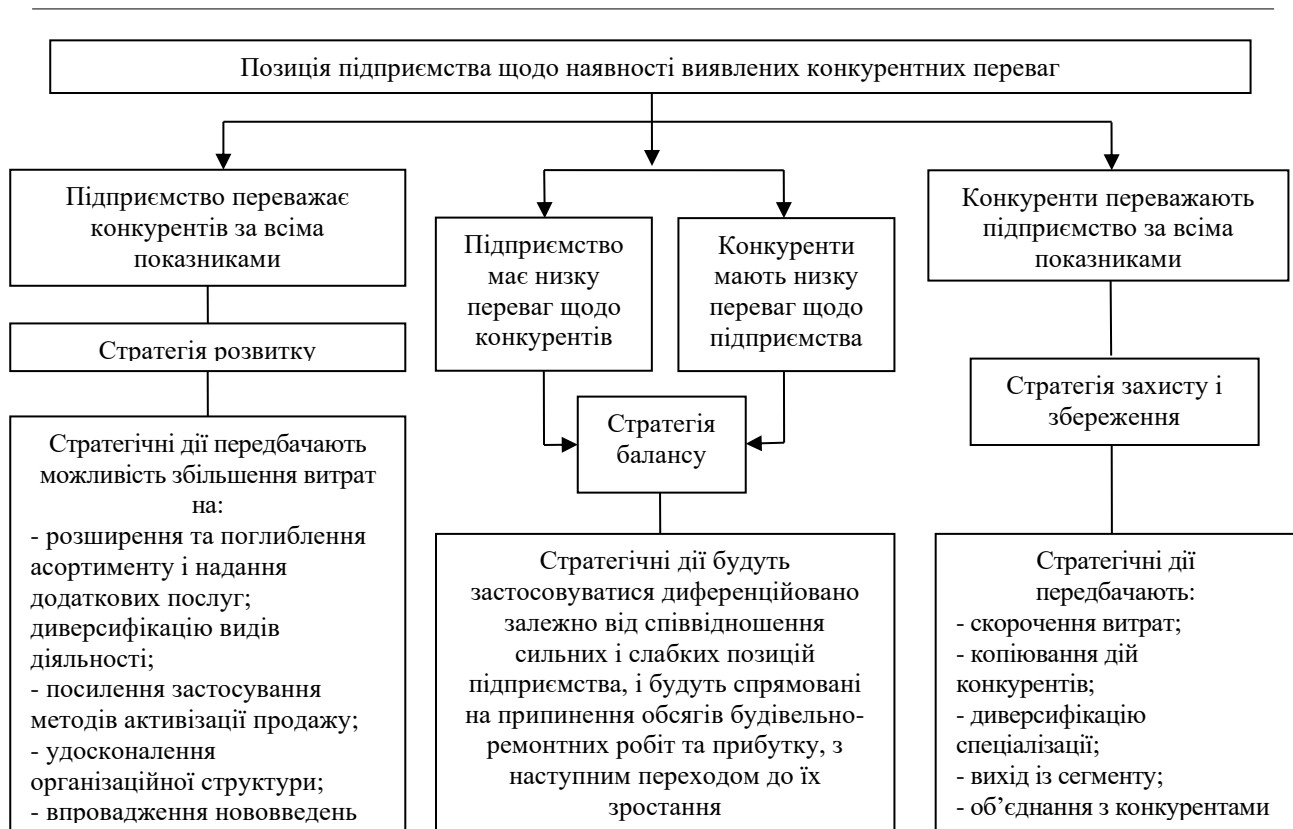 Позиція підприємства щодо наявності виявлених конкурентних переваг
Підприємство переважає
конкурентів за всіма
показниками
Підприємство
має низку
переваг щодо
конкурентів
Конкуренти
мають низку
переваг щодо
підприємства
Конкуренти переважають
підприємство за всіма
показниками
Стратегія розвитку
Стратегія
балансу
Стратегія захисту і
збереження
Стратегічні дії передбачають
можливість збільшення витрат
на:
- розширення та поглиблення
асортименту і надання
додаткових послуг;
диверсифікацію видів
діяльності;
- посилення застосування
методів активізації продажу;
- удосконалення
організаційної структури;
- впровадження нововведень
Стратегічні дії будуть
застосовуватися диференційовано
залежно від співвідношення
сильних і слабких позицій
підприємства, і будуть спрямовані
на припинення обсягів будівельно-
ремонтних робіт та прибутку, з
наступним переходом до їх
зростання
Стратегічні дії
передбачають:
- скорочення витрат;
- копіювання дій
конкурентів;
- диверсифікацію
спеціалізації;
- вихід із сегменту;
- об’єднання з конкурентами